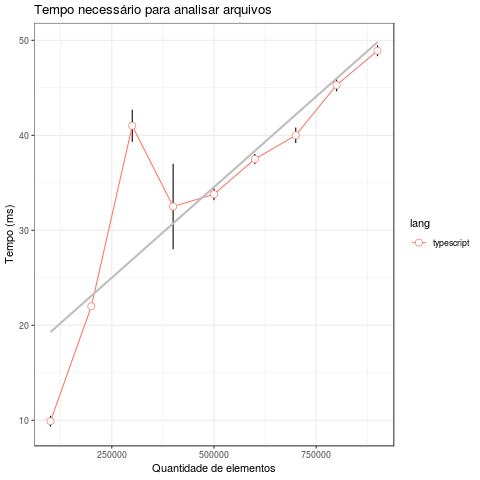 Tempo necessário para analisar arquivos
50
40
30
20
10
Tempo (ms)
250000 500000 750000
Quantidade de elementos
lang
typescript